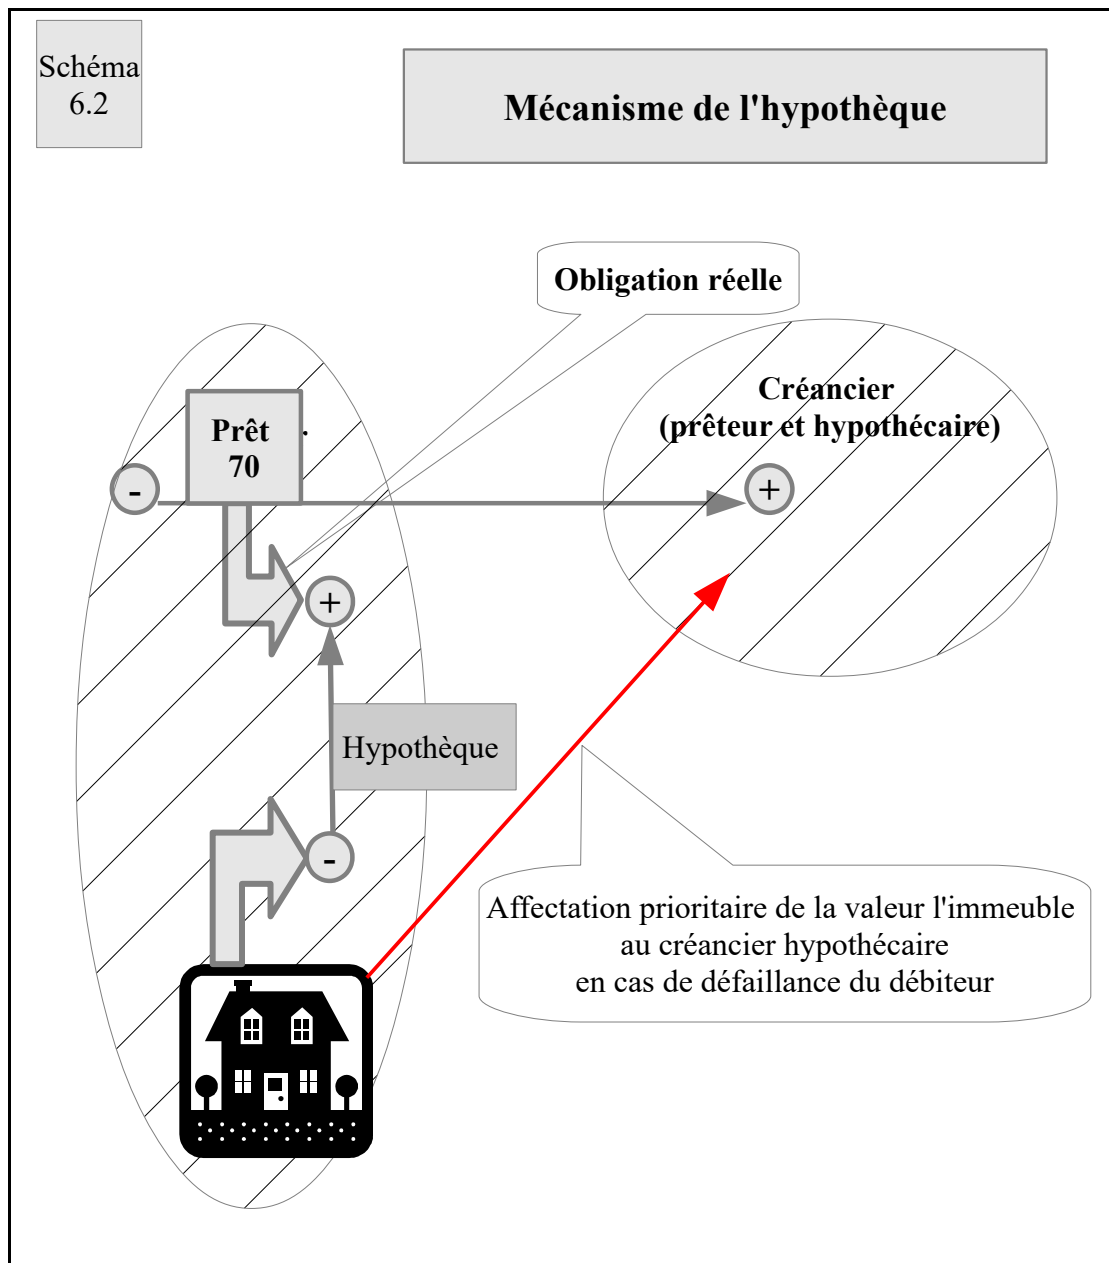 Schéma
6.2
Mécanisme de l'hypothèque
Obligation réelle
Créancier
(prêteur et hypothécaire)
Prêt
70
.
-
+
+
Hypothèque
-
Affectation prioritaire de la valeur l'immeuble
au créancier hypothécaire
en cas de défaillance du débiteur